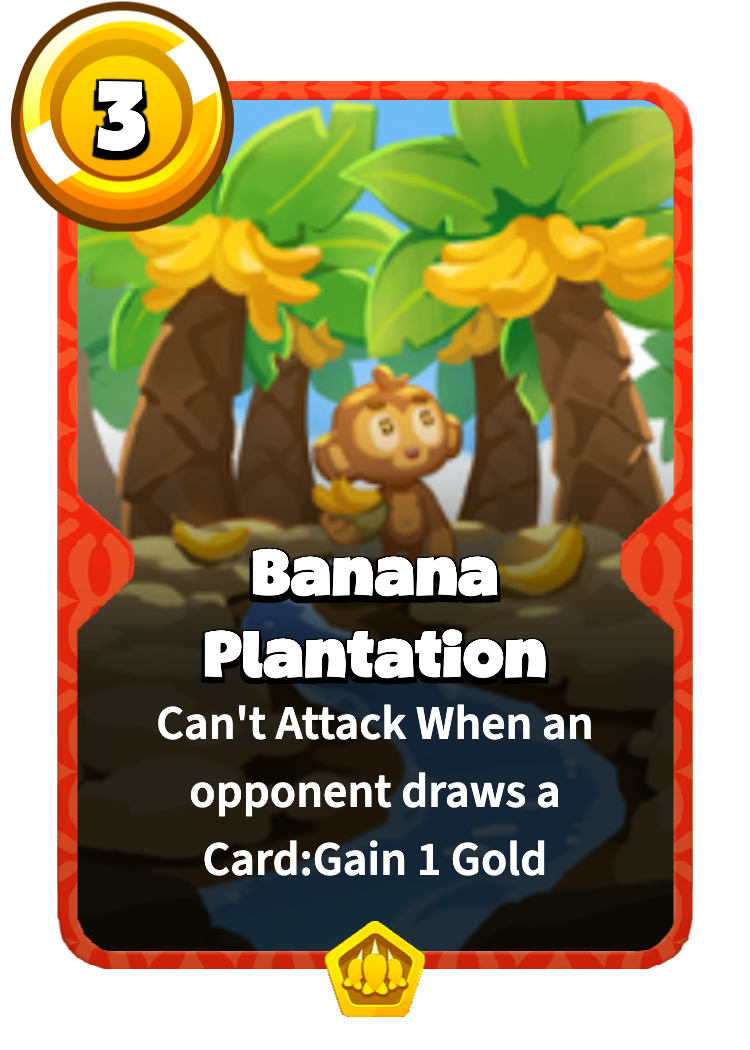 3
Banana
Plantation
Can't Attack When an
opponent draws a
Card:Gain 1 Gold